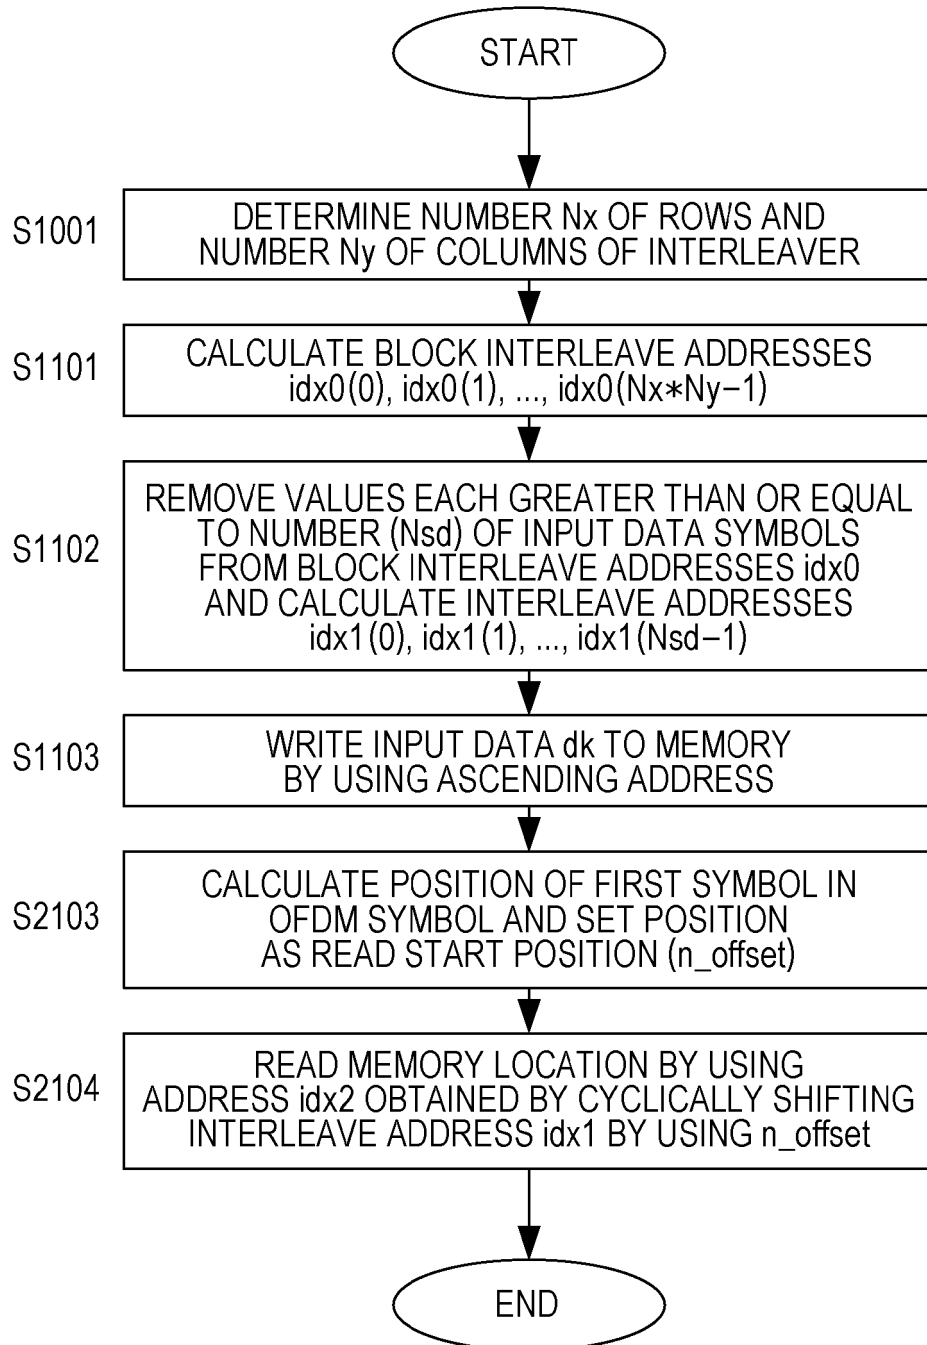 START
S1001
DETERMINE NUMBER Nx OF ROWS AND
NUMBER Ny OF COLUMNS OF INTERLEAVER
S1101
CALCULATE BLOCK INTERLEAVE ADDRESSES
idx0(0), idx0(1), ..., idx0(Nx*Ny-1)
S1102
REMOVE VALUES EACH GREATER THAN OR EQUAL
TO NUMBER (Nsd) OF INPUT DATA SYMBOLS
FROM BLOCK INTERLEAVE ADDRESSES idx0
AND CALCULATE INTERLEAVE ADDRESSES
idx1(0), idx1(1), ..., idx1(Nsd-1)
S1103
WRITE INPUT DATA dk TO MEMORY
BY USING ASCENDING ADDRESS
S2103
CALCULATE POSITION OF FIRST SYMBOL IN
OFDM SYMBOL AND SET POSITION
AS READ START POSITION (n_offset)
S2104
READ MEMORY LOCATION BY USING
ADDRESS idx2 OBTAINED BY CYCLICALLY SHIFTING
INTERLEAVE ADDRESS idx1 BY USING n_offset
END